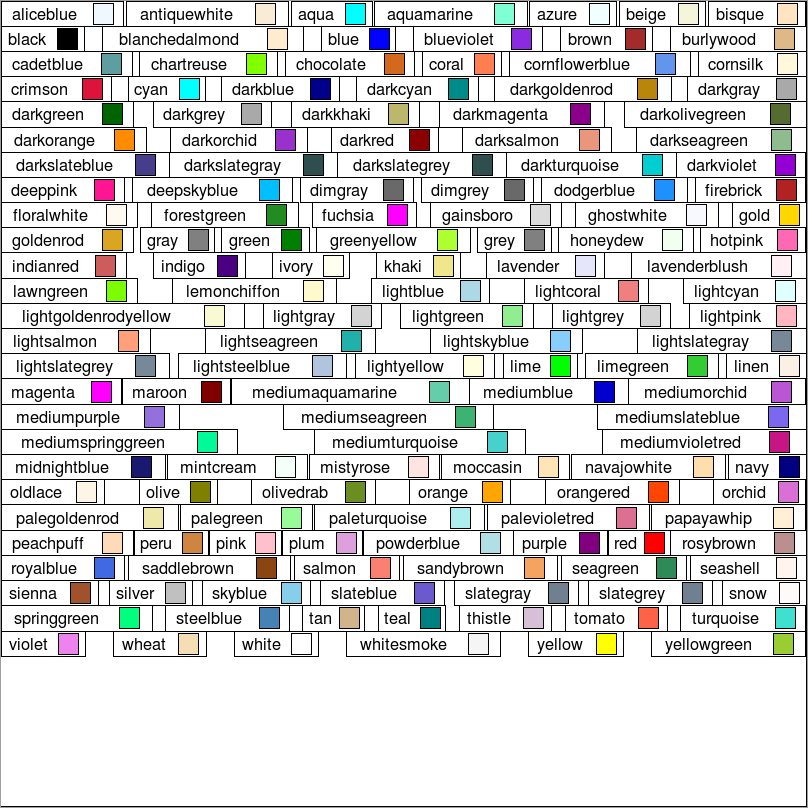 aliceblue antiquewhite aqua aquamarine azure beige bisque
black blanchedalmond blue blueviolet brown burlywood
cadetblue chartreuse chocolate coral cornflowerblue cornsilk
crimson cyan darkblue darkcyan darkgoldenrod darkgray
darkgreen darkgrey darkkhaki darkmagenta darkolivegreen
darkorange darkorchid darkred darksalmon darkseagreen
darkslateblue darkslategray darkslategrey darkturquoise darkviolet
deeppink deepskyblue dimgray dimgrey dodgerblue firebrick
floralwhite forestgreen fuchsia gainsboro ghostwhite gold
goldenrod gray green greenyellow grey honeydew hotpink
indianred indigo ivory khaki lavender lavenderblush
lawngreen lemonchiffon lightblue lightcoral lightcyan
lightgoldenrodyellow lightgray lightgreen lightgrey lightpink
lightsalmon lightseagreen lightskyblue lightslategray
lightslategrey lightsteelblue lightyellow lime limegreen linen
magenta maroon mediumaquamarine mediumblue mediumorchid
mediumpurple mediumseagreen mediumslateblue
mediumspringgreen mediumturquoise mediumvioletred
midnightblue mintcream mistyrose moccasin navajowhite navy
oldlace olive olivedrab orange orangered orchid
palegoldenrod palegreen paleturquoise palevioletred papayawhip
peachpuff peru pink plum powderblue purple red rosybrown
royalblue saddlebrown salmon sandybrown seagreen seashell
sienna silver skyblue slateblue slategray slategrey snow
springgreen steelblue tan teal thistle tomato turquoise
violet wheat white whitesmoke yellow yellowgreen